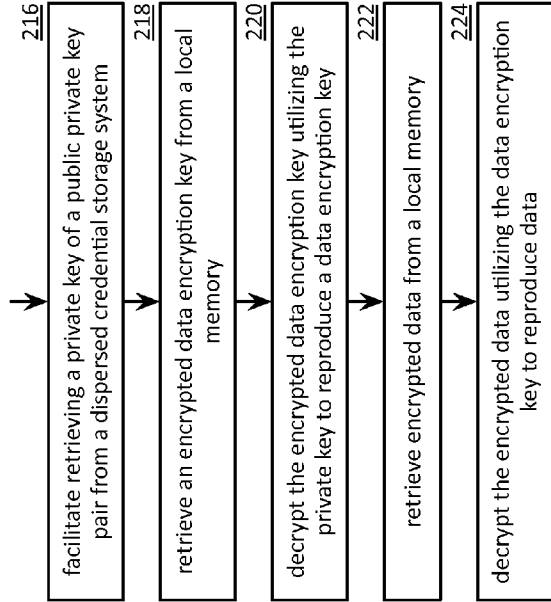 216
facilitate retrieving a private key of a public private key
pair from a dispersed credential storage system
218
retrieve an encrypted data encryption key from a local
memory
220
decrypt the encrypted data encryption key utilizing the
private key to reproduce a data encryption key
222
retrieve encrypted data from a local memory
224
decrypt the encrypted data utilizing the data encryption
key to reproduce data